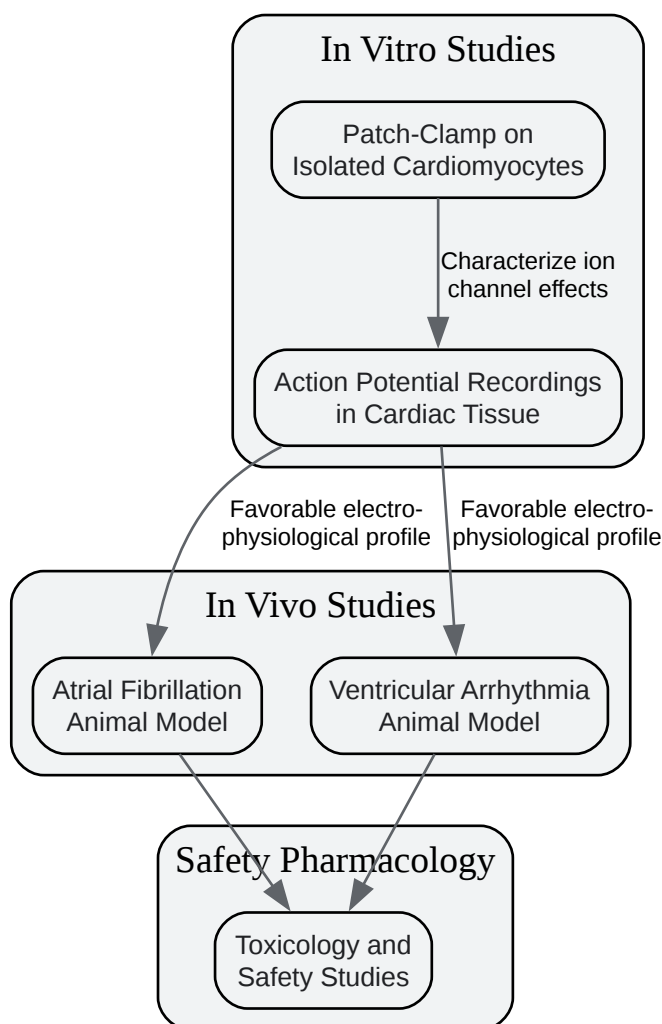 In Vitro Studies
Patch-Clamp on
Isolated Cardiomyocytes
Characterize ion
channel effects
Action Potential Recordings
in Cardiac Tissue
Favorable electro-
physiological profile
Favorable electro-
physiological profile
In Vivo Studies
Atrial Fibrillation
Animal Model
Ventricular Arrhythmia
Animal Model
Safety Pharmacology
Toxicology and
Safety Studies